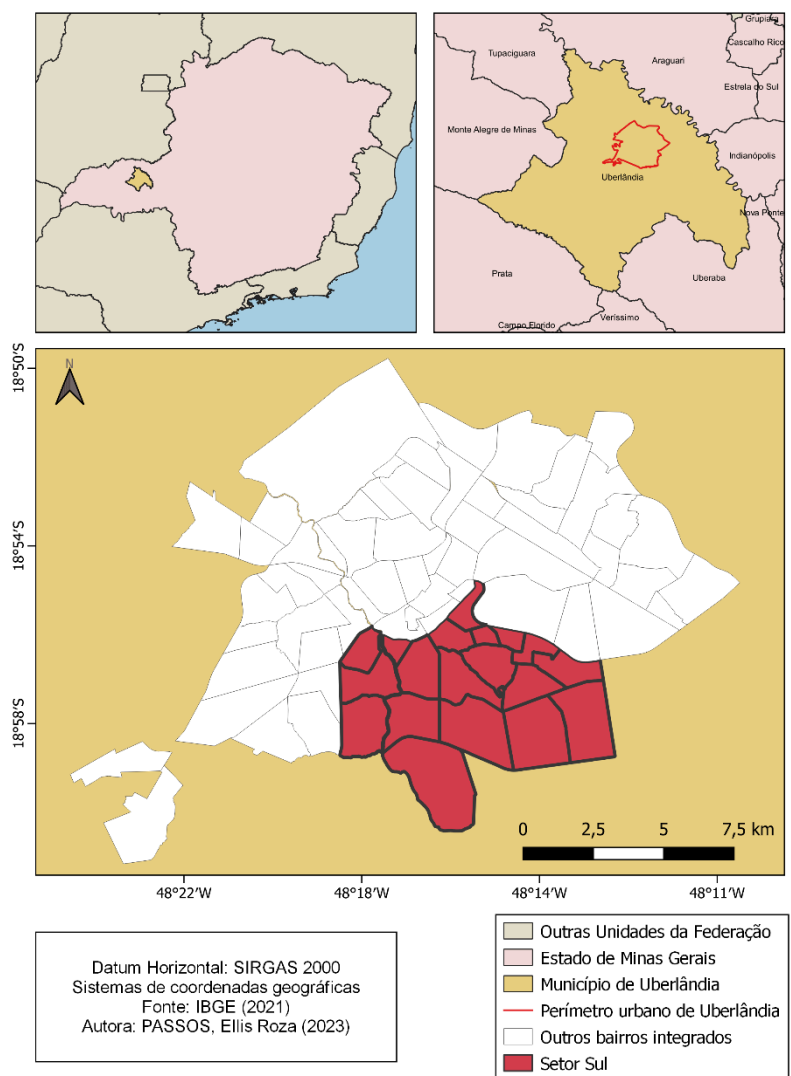 Grupiara
Cascalho Rico
Tupaciguara
Araguari
Estrela do Sul
Monte Alegre de Minas
Indianópolis
Uberlândia
Nova Ponte
Prata
Uberaba
Veríssimo
Campo Florido
18°50'S
N
18°54'S
18°58'S
0 2,5 5 7,5 km
48°22'W 48°18'W 48°14'W 48°11'W
Datum Horizontal: SIRGAS 2000
Sistemas de coordenadas geográficas
Fonte: IBGE (2021)
Autora: PASSOS, Ellis Roza (2023)
Outras Unidades da Federação
Estado de Minas Gerais
Município de Uberlândia
Perímetro urbano de Uberlândia
Outros bairros integrados
Setor Sul